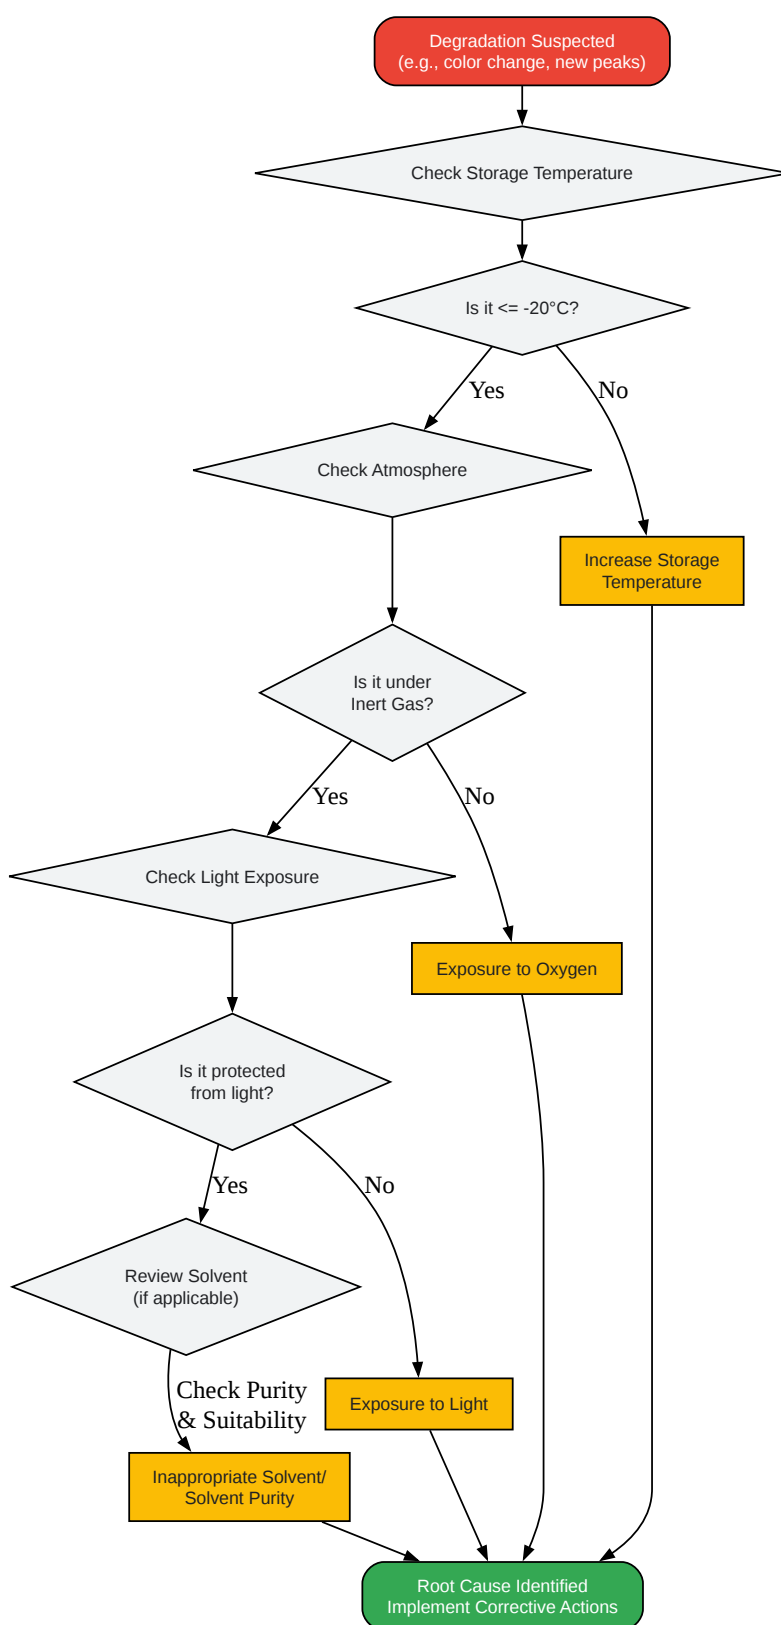 Degradation Suspected
(e.g., color change, new peaks)
Check Storage Temperature
Is it <= -20°C?
Yes
No
Check Atmosphere
Increase Storage
Temperature
Is it under
Inert Gas?
Yes
No
Check Light Exposure
Exposure to Oxygen
Is it protected
from light?
Yes
No
Review Solvent
(if applicable)
Check Purity
& Suitability
Exposure to Light
Inappropriate Solvent/
Solvent Purity
Root Cause Identified
Implement Corrective Actions